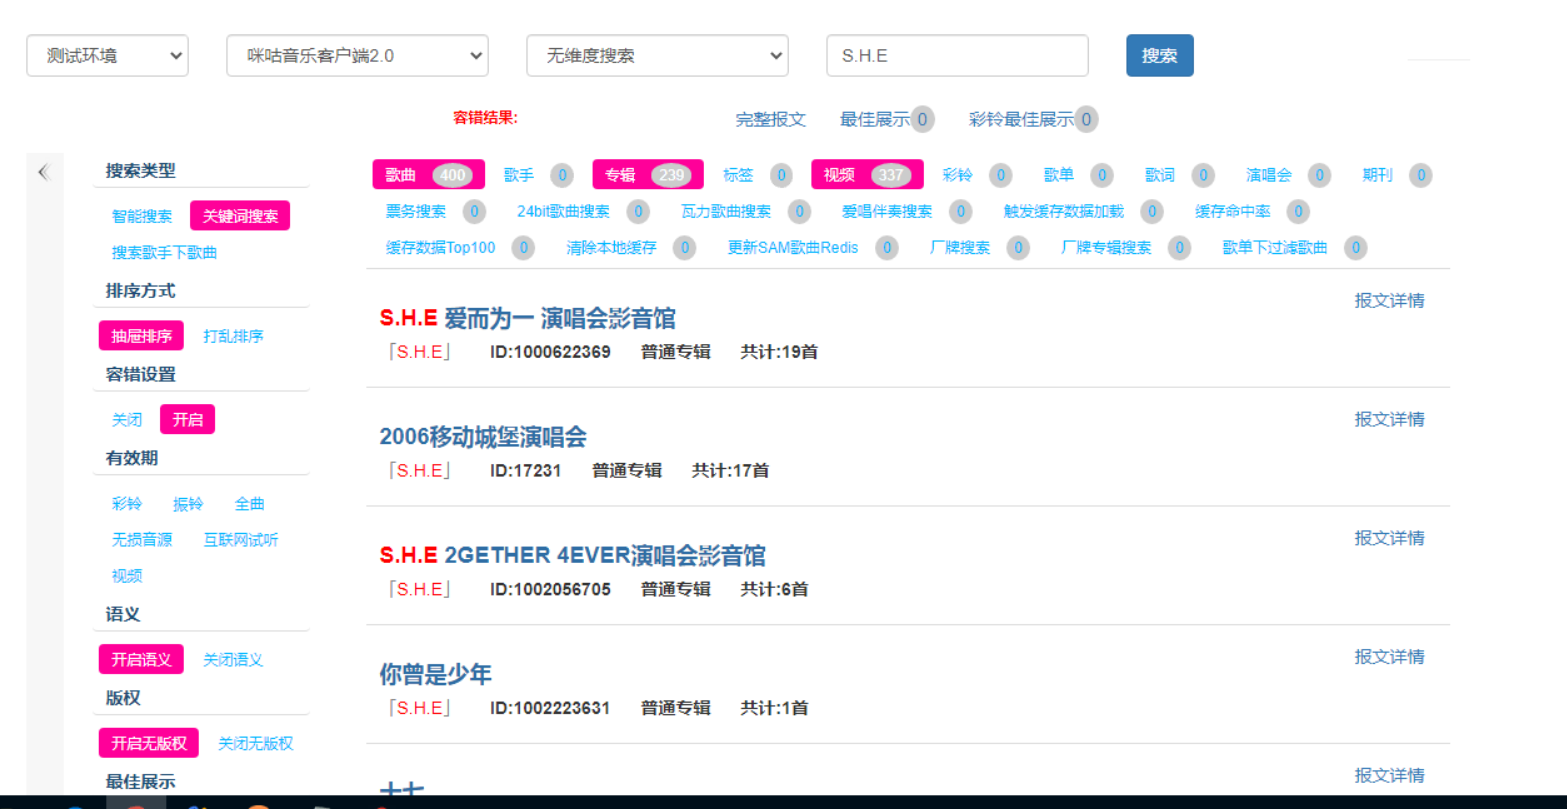 测试环境 咪咕音乐客户端2.0 无维度搜索 S.H.E 搜索
容错结果: 完整报文 最佳展示 0 彩铃最佳展示 0
搜索类型
智能搜索 关键词搜索
搜索歌手下歌曲
排序方式
抽屉排序 打乱排序
容错设置
关闭 开启
有效期
彩铃 振铃 全曲
无损音源 互联网试听
视频
语义
开启语义 关闭语义
版权
开启无版权 关闭无版权
最佳展示
歌曲 400 歌手 0 专辑 239 标签 0 视频 337 彩铃 0 歌单 0 歌词 0 演唱会 0 期刊 0
票务搜索 0 24bit歌曲搜索 0 瓦力歌曲搜索 0 爱唱伴奏搜索 0 触发缓存数据加载 0 缓存命中率 0
缓存数据Top100 0 清除本地缓存 0 更新SAM歌曲Redis 0 厂牌搜索 0 厂牌专辑搜索 0 歌单下过滤歌曲 0
报文详情
S.H.E 爱而为一 演唱会影音馆
「S.H.E」 ID:1000622369 普通专辑 共计:19首
报文详情
2006移动城堡演唱会
「S.H.E」 ID:17231 普通专辑 共计:17首
报文详情
S.H.E 2GETHER 4EVER演唱会影音馆
「S.H.E」 ID:1002056705 普通专辑 共计:6首
报文详情
你曾是少年
「S.H.E」 ID:1002223631 普通专辑 共计:1首
报文详情